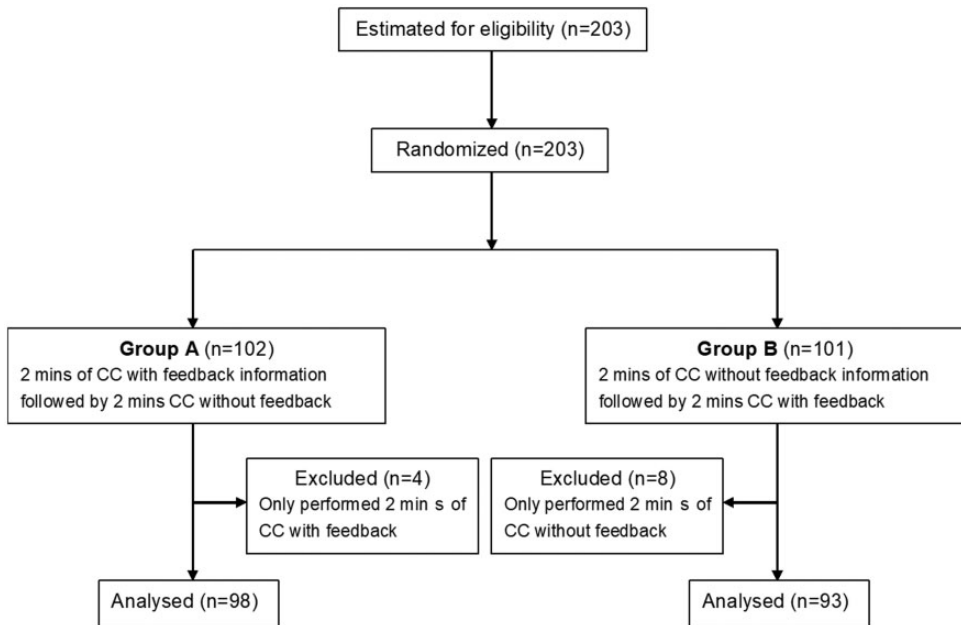 Estimated for eligibility (n=203)
Randomized (n=203)
Group A (n=102)
2 mins of CC with feedback information
followed by 2 mins CC without feedback
Group B (n=101)
2 mins of CC without feedback information
followed by 2 mins CC with feedback
Excluded (n=4)
Only performed 2 min s of
CC with feedback
Excluded (n=8)
Only performed 2 min s of
CC without feedback
Analysed (n=98)
Analysed (n=93)